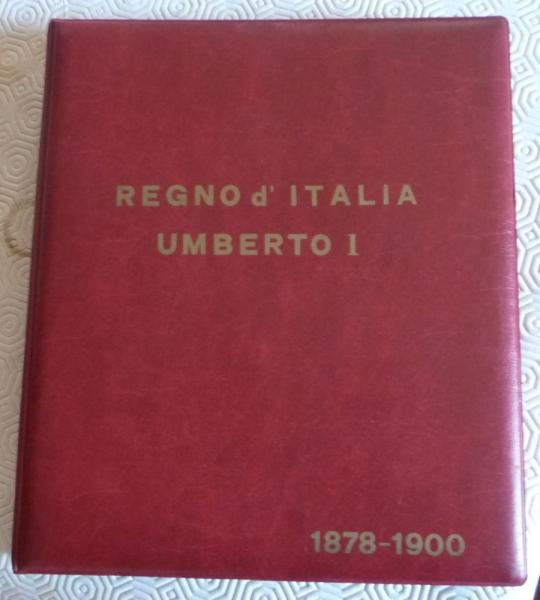 REGNO d' ITALIA
UMBERTO I
1878-1900